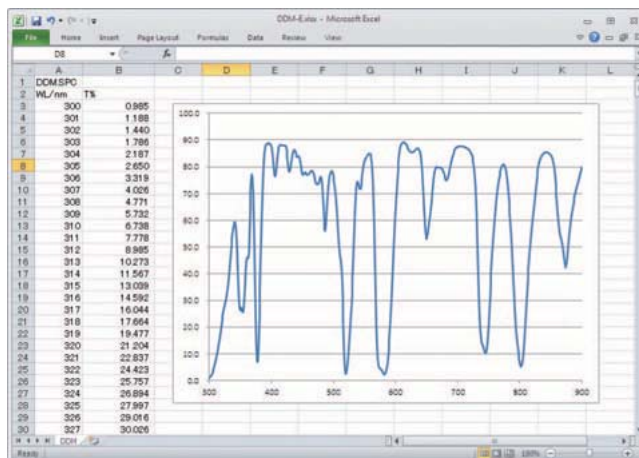 DDM-E.xlsx - Microsoft Excel
File Home Insert Page Layout Formulas Data Review View
D8 fx
A B C D E F G H I J K L
1 DDM.SPC
2 WL/nm T%
3 300 0.985
4 301 1.188
5 302 1.440
6 303 1.786
7 304 2.187
8 305 2.650
9 306 3.319
10 307 4.026
11 308 4.771
12 309 5.732
13 310 6.738
14 311 7.778
15 312 8.985
16 313 10.273
17 314 11.567
18 315 13.039
19 316 14.592
20 317 16.044
21 318 17.664
22 319 19.477
23 320 21.204
24 321 22.837
25 322 24.423
26 323 25.757
27 324 26.894
28 325 27.997
29 326 29.016
30 327 30.026
100.0
90.0
80.0
70.0
60.0
50.0
40.0
30.0
20.0
10.0
0.0
300 400 500 600 700 800 900
DDM
Ready 100%